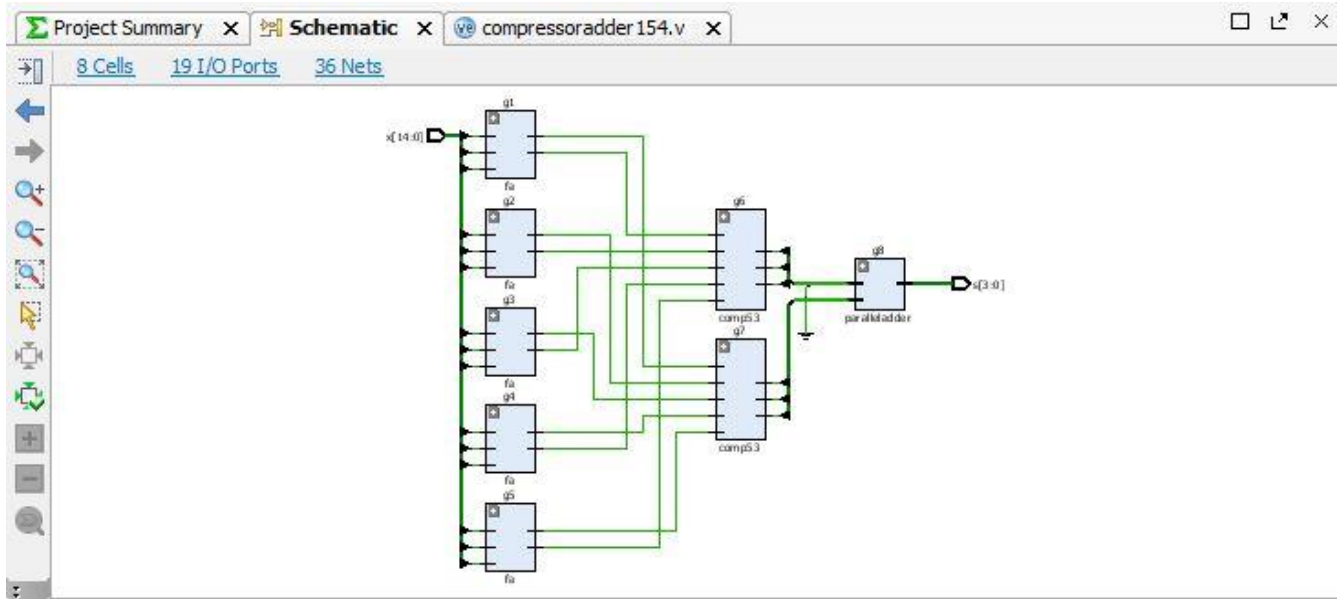 Project Summary
Schematic
compressoradder154.v
8 Cells
19 I/O Ports
36 Nets
x[14:0]
g1
fa
g2
fa
g3
fa
g4
fa
g5
fa
g6
comp53
g7
comp53
g8
paralleladder
s[3:0]